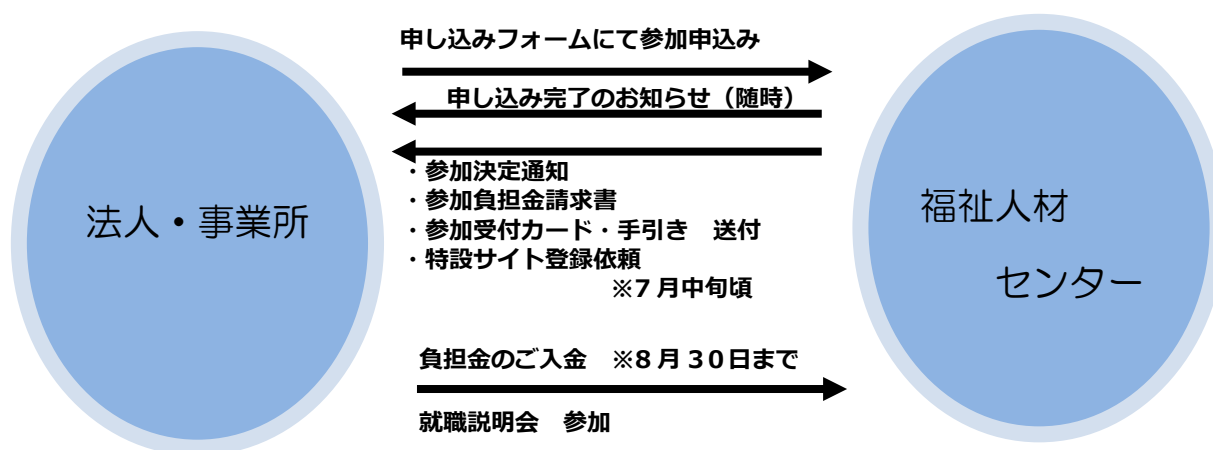 申し込みフォームにて参加申込み
申し込み完了のお知らせ（随時）
・参加決定通知
・参加負担金請求書
・参加受付カード・手引き　送付
・特設サイト登録依頼
※7月中旬頃
法人・事業所
福祉人材
センター
負担金のご入金　※8月30日まで
就職説明会　参加